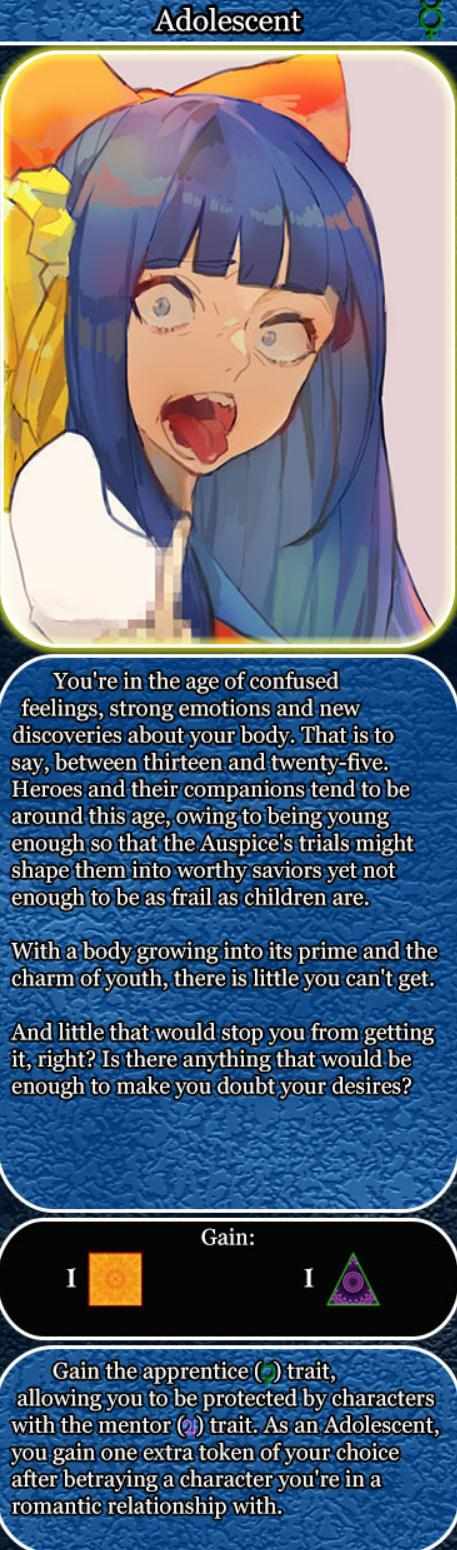 Adolescent
You're in the age of confused
feelings, strong emotions and new
discoveries about your body. That is to
say, between thirteen and twenty-five.
Heroes and their companions tend to be
around this age, owing to being young
enough so that the Auspice's trials might
shape them into worthy saviors yet not
enough to be as frail as children are.
With a body growing into its prime and the
charm of youth, there is little you can't get.
And little that would stop you from getting
it, right? Is there anything that would be
enough to make you doubt your desires?
Gain:
I I
Gain the apprentice () trait,
allowing you to be protected by characters
with the mentor () trait. As an Adolescent,
you gain one extra token of your choice
after betraying a character you're in a
romantic relationship with.